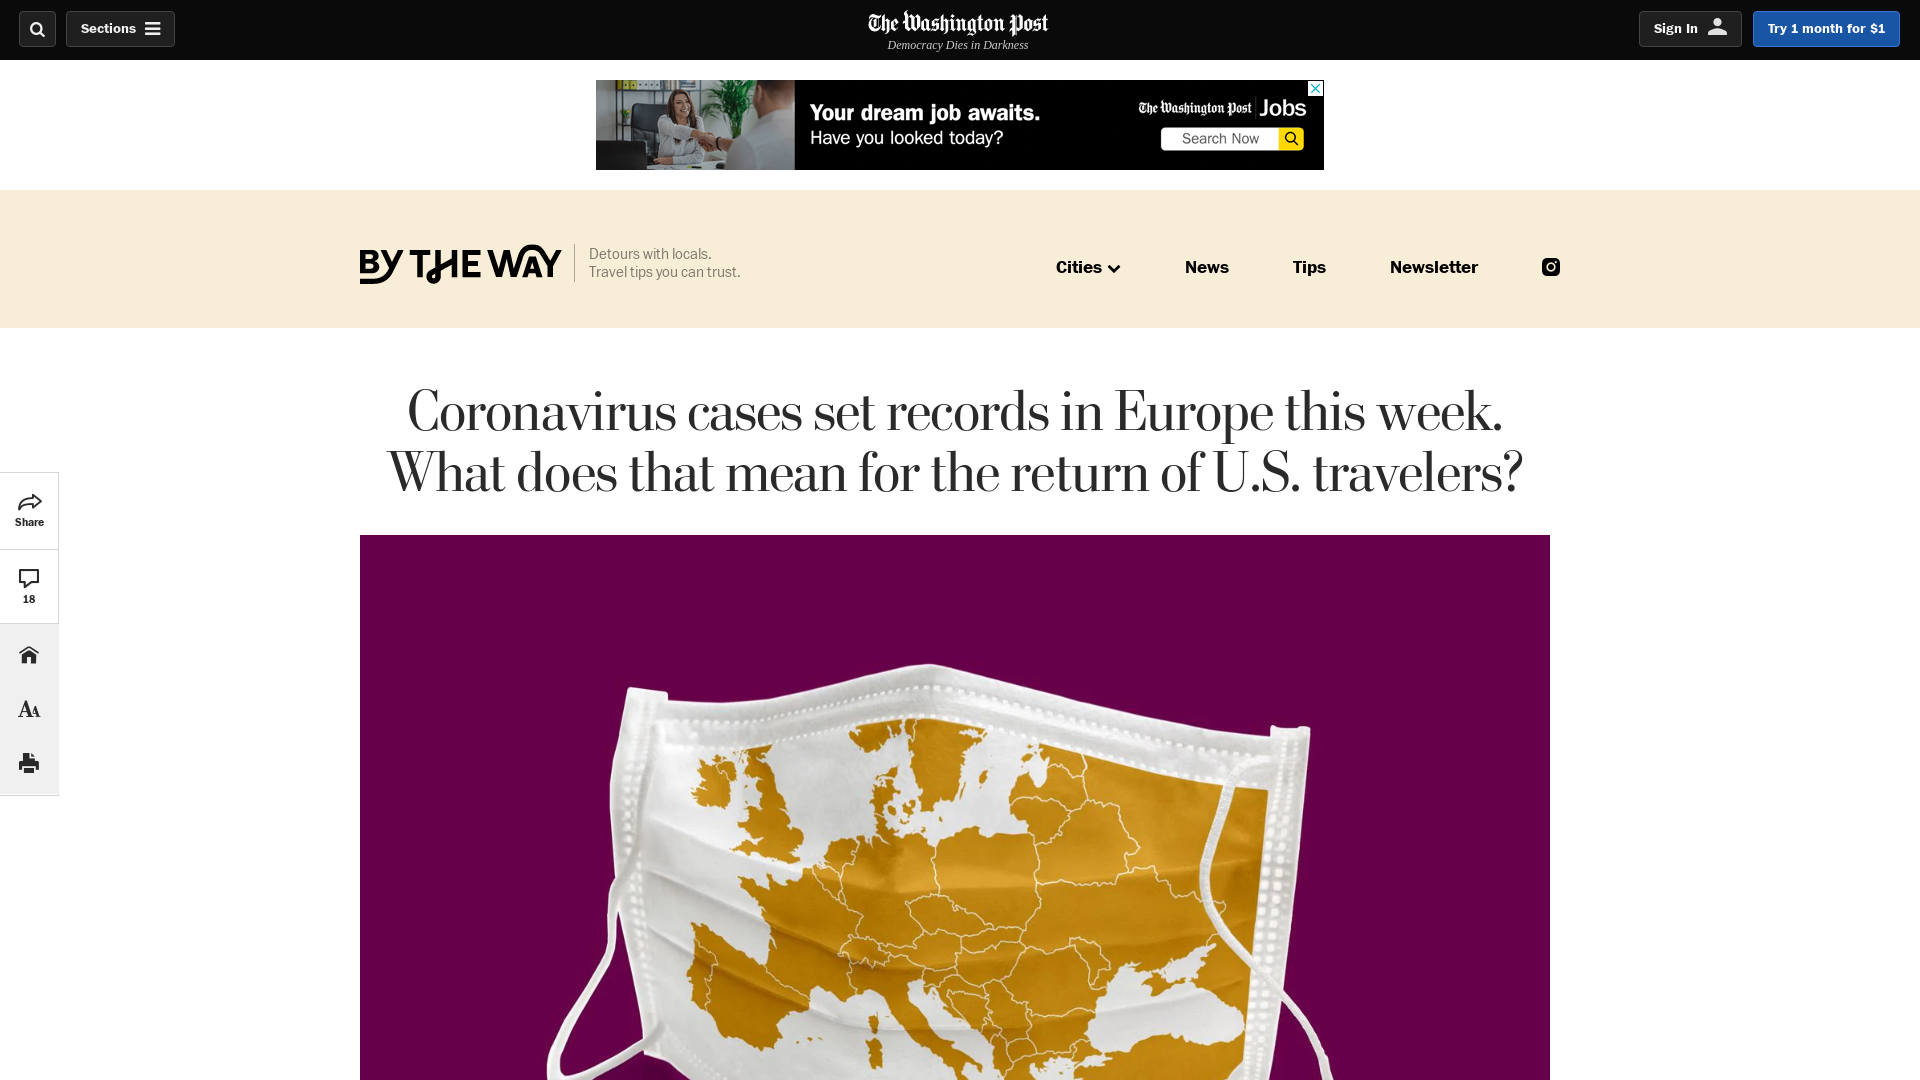 Sections
The Washington Post
Democracy Dies in Darkness
Sign In
Try 1 month for $1
Your dream job awaits.
Have you looked today?
The Washington Post Jobs
Search Now
BY THE WAY
Detours with locals.
Travel tips you can trust.
Cities
News
Tips
Newsletter
Coronavirus cases set records in Europe this week.
What does that mean for the return of U.S. travelers?
Share
18
AA